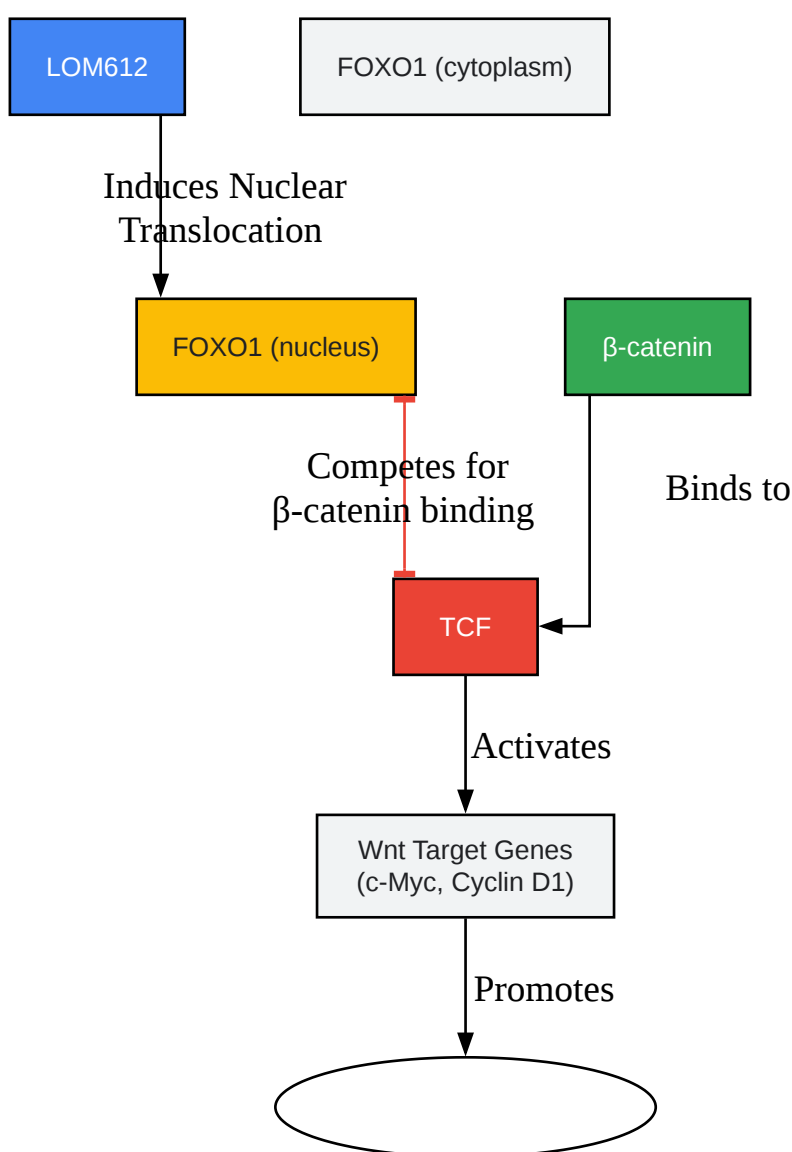 LOM612
FOXO1 (cytoplasm)
Induces Nuclear
Translocation
FOXO1 (nucleus)
β-catenin
Competes for
β-catenin binding
Binds to
TCF
Activates
Wnt Target Genes
(c-Myc, Cyclin D1)
Promotes